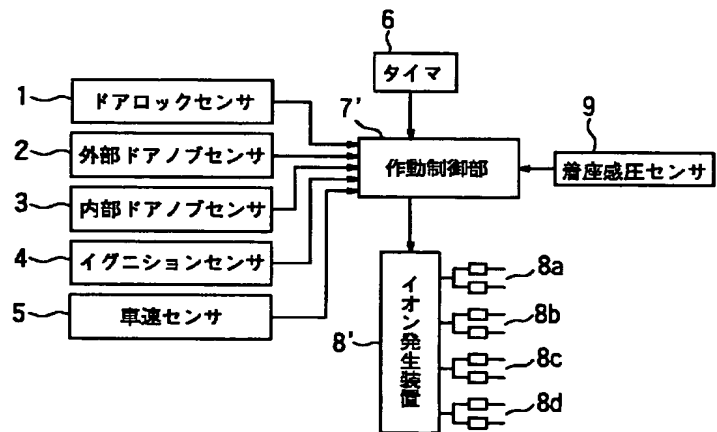 6
タイマ
1
ドアロックセンサ
7'
9
2
外部ドアノブセンサ
作動制御部
着座感圧センサ
3
内部ドアノブセンサ
4
イグニションセンサ
5
車速センサ
8'
イオン発生装置
8a
8b
8c
8d